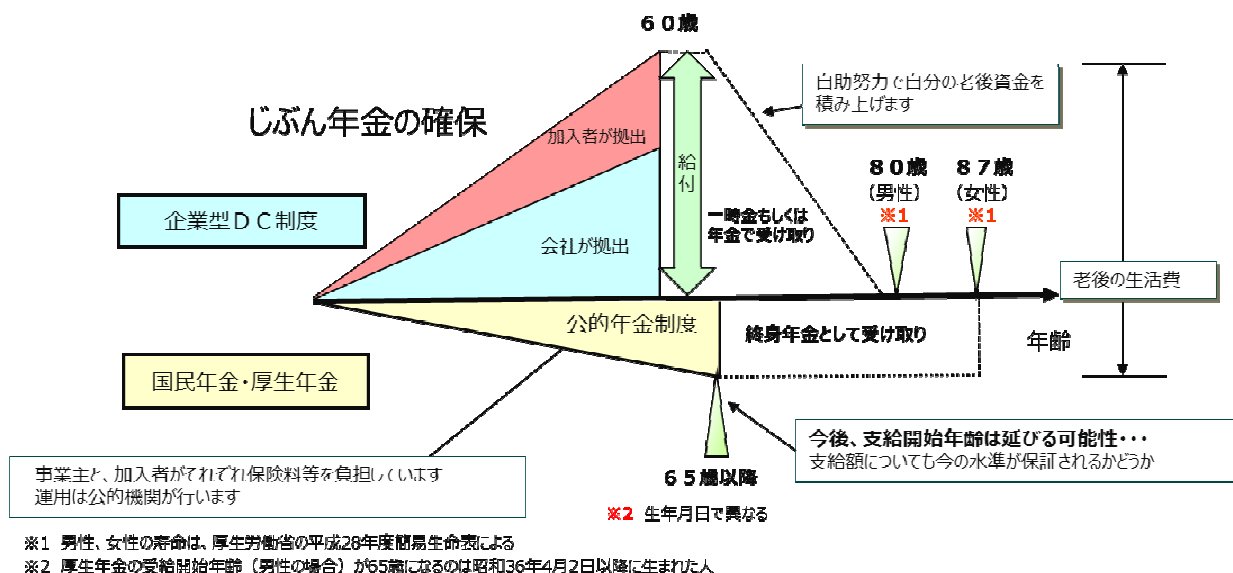 60歳
自助努力で自分の老後資金を
積み上げます
じぶん年金の確保
加入者が拠出
給付
80歳
(男性)
※1
87歳
(女性)
※1
企業型DC制度
一時金もしくは
年金で受け取り
会社が拠出
老後の生活費
公的年金制度
終身年金として受け取り
年齢
国民年金・厚生年金
今後、支給開始年齢は延びる可能性・・・
支給額についても今の水準が保証されるかどうか
事業主と、加入者がそれぞれ保険料等を負担しています
運用は公的機関が行います
65歳以降
※2 生年月日で異なる
※1 男性、女性の寿命は、厚生労働省の平成28年度簡易生命表による
※2 厚生年金の受給開始年齢（男性の場合）が65歳になるのは昭和36年4月2日以降に生まれた人